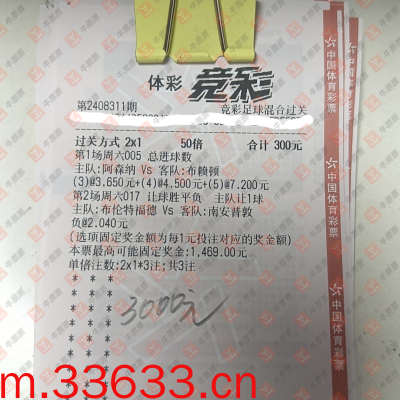 体彩 竞彩
第2408311期 竞彩足球混合过关
过关方式 2x1 50倍 合计 300元
第1场周六005 总进球数
主队:阿森纳 Vs 客队:布赖顿
(3)@3.650元+(4)@4.500元+(5)@7.200元
第2场周六017 让球胜平负 主队让1球
主队:布伦特福德 Vs 客队:南安普敦
负@2.040元
(选项固定奖金额为每1元投注对应的奖金额)
本票最高可能固定奖金:1,469.00元
单倍注数:2x1*3注;共3注
3000元
中国体育彩票
中国体育彩票
m.33633.cn